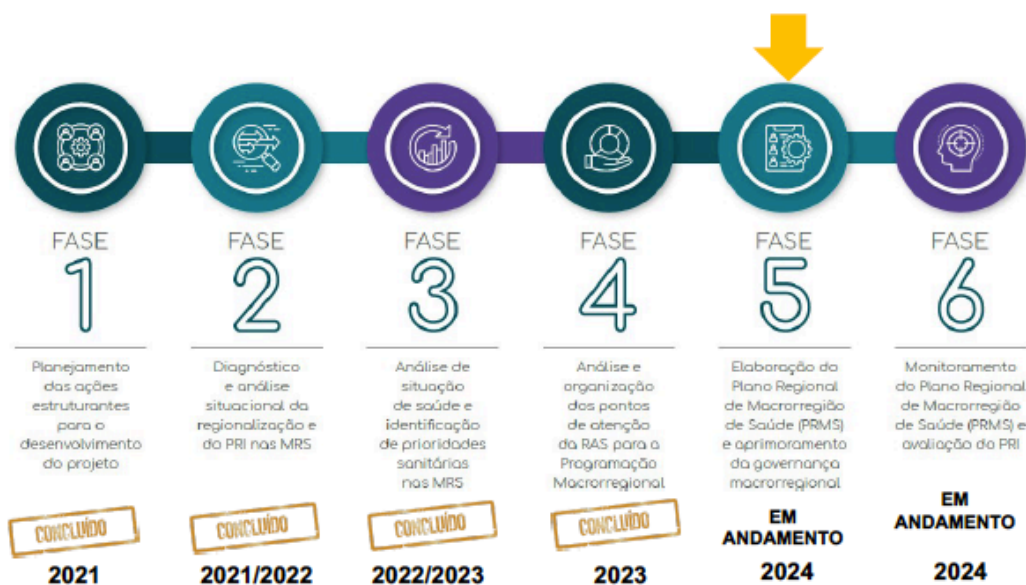 FASE
1
Planejamento
das ações
estruturantes
para o
desenvolvimento
do projeto
CONCLUÍDO
2021
FASE
2
Diagnóstico
e análise
situacional da
regionalização e
do PRI nas MRS
CONCLUÍDO
2021/2022
FASE
3
Análise de
situação
de saúde e
identificação
de prioridades
sanitárias
nas MRS
CONCLUÍDO
2022/2023
FASE
4
Análise e
organização
dos pontos
de atenção
da RAS para a
Programação
Macrorregional
CONCLUÍDO
2023
FASE
5
Elaboração do
Plano Regional
de Macrorregião
de Saúde (PRMS)
e aprimoramento
da governança
macrorregional
EM
ANDAMENTO
2024
FASE
6
Monitoramento
do Plano Regional
de Macrorregião
de Saúde (PRMS) e
avaliação do PRI
EM
ANDAMENTO
2024